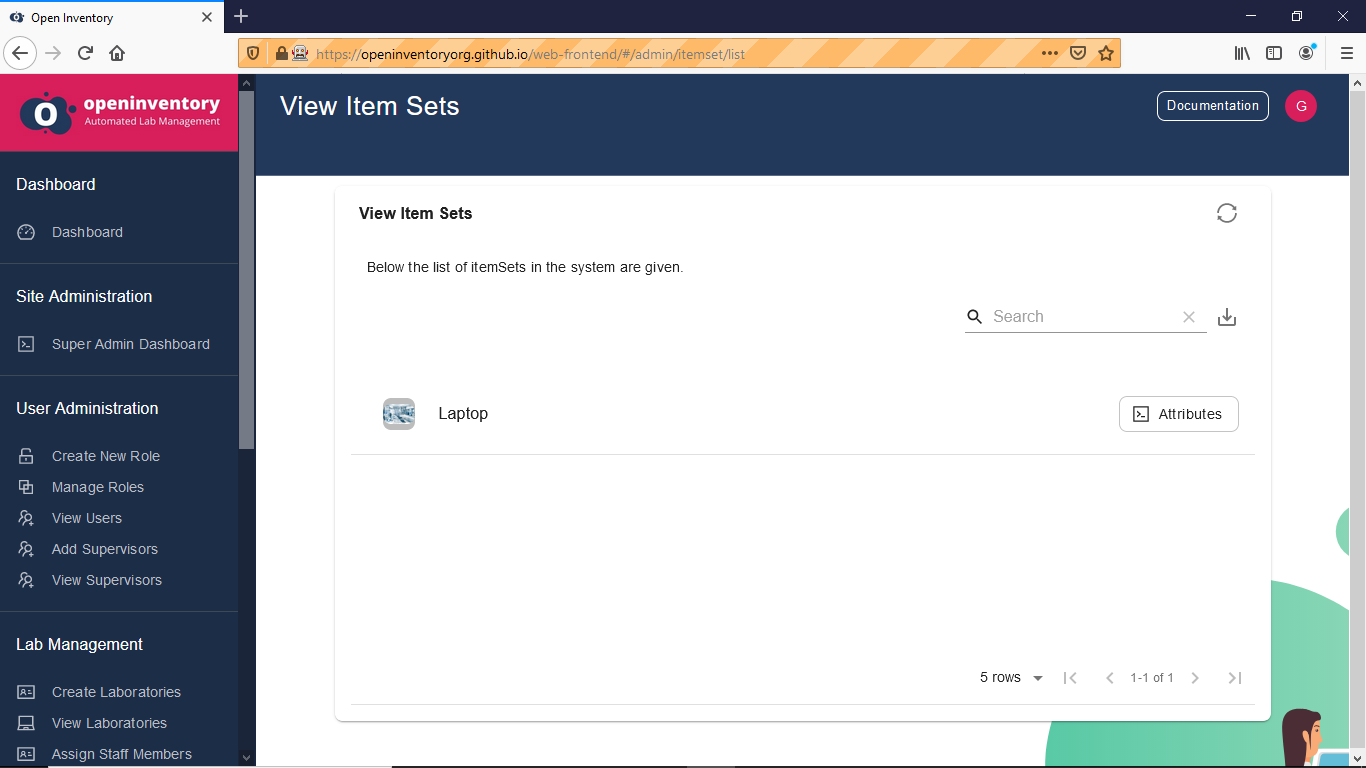 Open Inventory
https://openinventoryorg.github.io/web-frontend/#/admin/itemset/list
openinventory
Automated Lab Management
View Item Sets
Documentation
G
Dashboard
Dashboard
Site Administration
Super Admin Dashboard
User Administration
Create New Role
Manage Roles
View Users
Add Supervisors
View Supervisors
Lab Management
Create Laboratories
View Laboratories
Assign Staff Members
View Item Sets
Below the list of itemSets in the system are given.
Search
Laptop
Attributes
5 rows
1-1 of 1